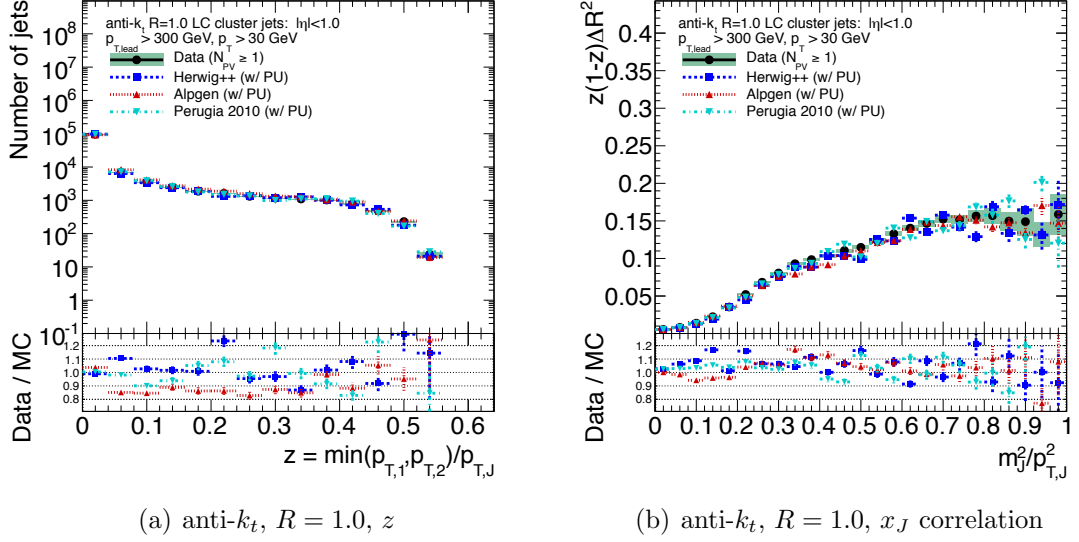 anti-k_t R=1.0 LC cluster jets: |η|<1.0
p_T,lead > 300 GeV, p_T > 30 GeV
Data (N_PV ≥ 1)
Herwig++ (w/ PU)
Alpgen (w/ PU)
Perugia 2010 (w/ PU)
Number of jets
10^9
10^8
10^7
10^6
10^5
10^4
10^3
10^2
10
1
10^-1
Data / MC
1.2
1.1
1.0
0.9
0.8
0 0.1 0.2 0.3 0.4 0.5 0.6
z = min(p_T,1,p_T,2)/p_T,J
(a) anti-k_t, R = 1.0, z
anti-k_t R=1.0 LC cluster jets: |η|<1.0
p_T,lead > 300 GeV, p_T > 30 GeV
Data (N_PV ≥ 1)
Herwig++ (w/ PU)
Alpgen (w/ PU)
Perugia 2010 (w/ PU)
z(1-z)ΔR^2
0.4
0.35
0.3
0.25
0.2
0.15
0.1
0.05
Data / MC
1.2
1.1
1.0
0.9
0.8
0 0.1 0.2 0.3 0.4 0.5 0.6 0.7 0.8 0.9 1
m_J^2/p_T,J^2
(b) anti-k_t, R = 1.0, x_J correlation